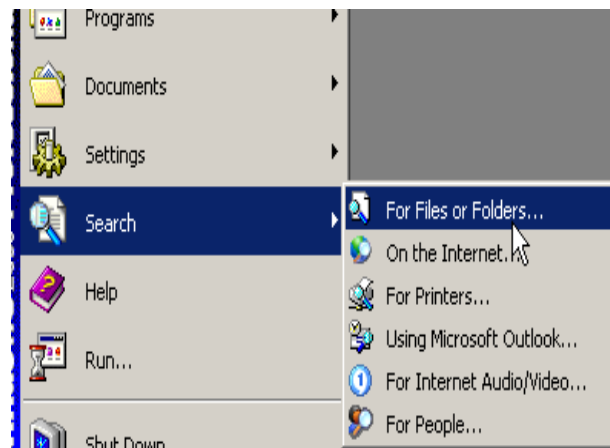 Programs
Documents
Settings
Search
Help
Run...
Shut Down
For Files or Folders...
On the Internet...
For Printers...
Using Microsoft Outlook...
For Internet Audio/Video...
For People...